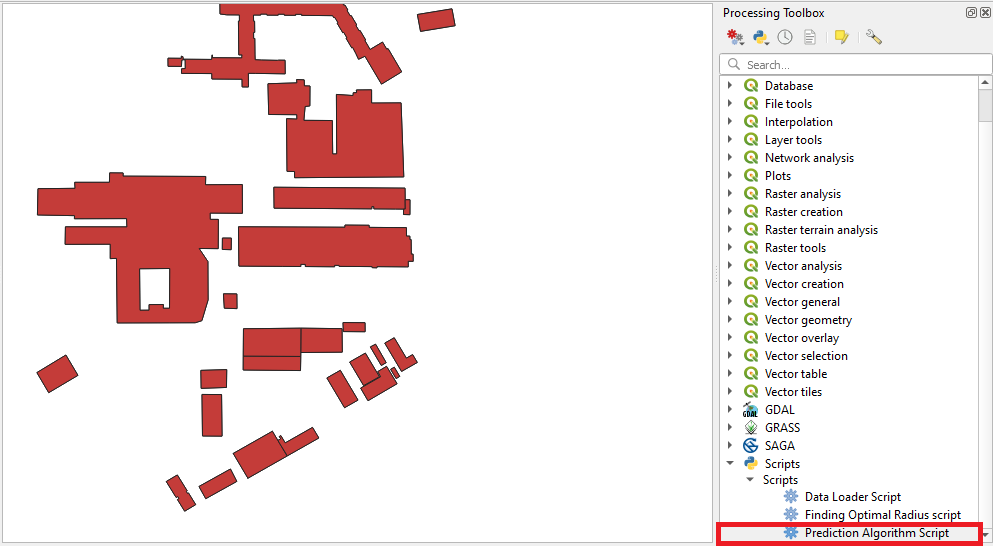 Processing Toolbox
Search...
Database
File tools
Interpolation
Layer tools
Network analysis
Plots
Raster analysis
Raster creation
Raster terrain analysis
Raster tools
Vector analysis
Vector creation
Vector general
Vector geometry
Vector overlay
Vector selection
Vector table
Vector tiles
GDAL
GRASS
SAGA
Scripts
Scripts
Data Loader Script
Finding Optimal Radius script
Prediction Algorithm Script